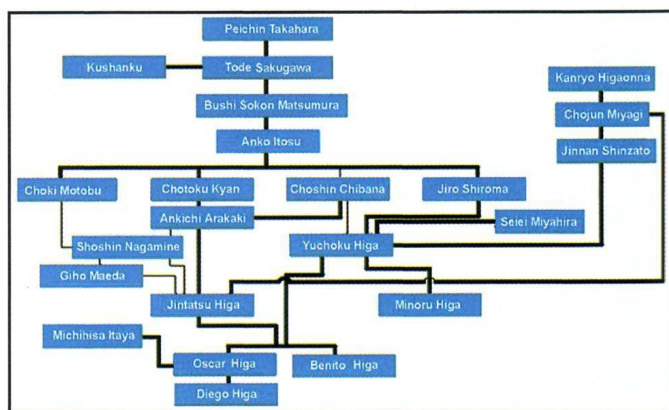 Peichin Takahara
Kushanku
Tode Sakugawa
Kanryo Higaonna
Bushi Sokon Matsumura
Chojun Miyagi
Anko Itosu
Jinnan Shinzato
Choki Motobu
Chotoku Kyan
Choshin Chibana
Jiro Shiroma
Ankichi Arakaki
Seiei Miyahira
Shoshin Nagamine
Yuchoku Higa
Giho Maeda
Jintatsu Higa
Minoru Higa
Michihisa Itaya
Oscar Higa
Benito Higa
Diego Higa